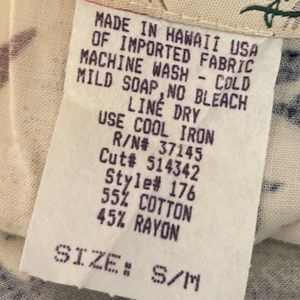 MADE IN HAWAII USA
OF IMPORTED FABRIC
MACHINE WASH - COLD
MILD SOAP, NO BLEACH
LINE DRY
USE COOL IRON
R/N# 37145
Cut# 514342
Style# 176
55% COTTON
45% RAYON
SIZE: S/M